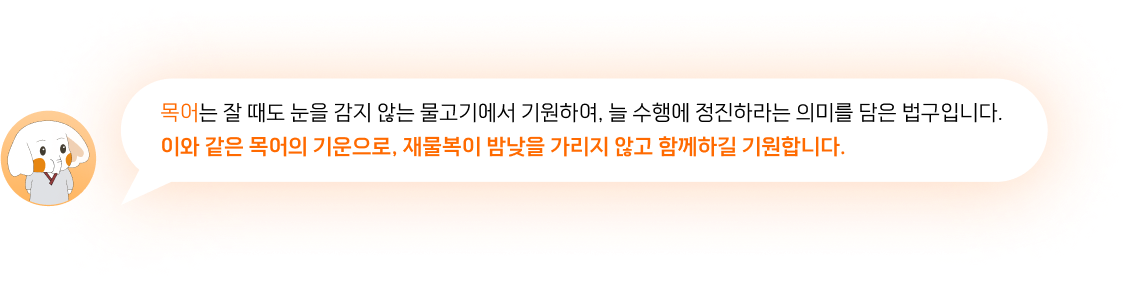 목어는 잘 때도 눈을 감지 않는 물고기에서 기원하여, 늘 수행에 정진하라는 의미를 담은 법구입니다.
이와 같은 목어의 기운으로, 재물복이 밤낮을 가리지 않고 함께하길 기원합니다.